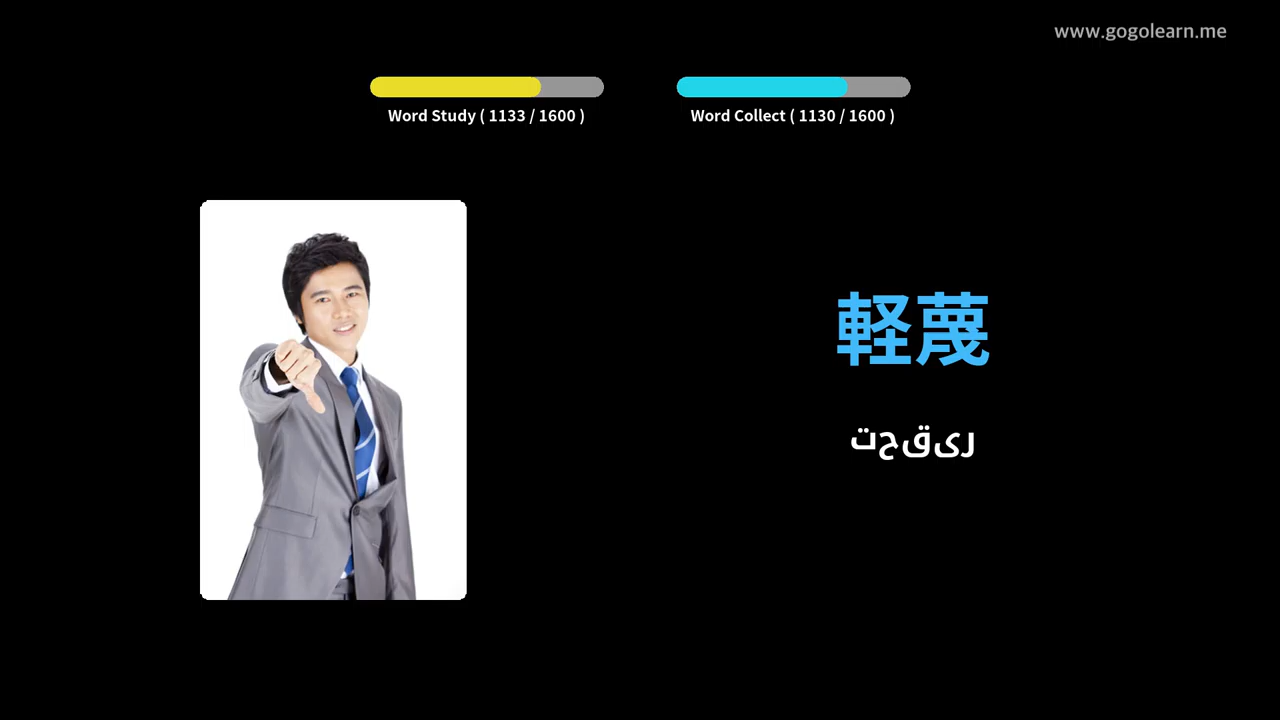 www.gogolearn.me
Word Study ( 1133 / 1600 )
Word Collect ( 1130 / 1600 )
軽蔑
تحقیر